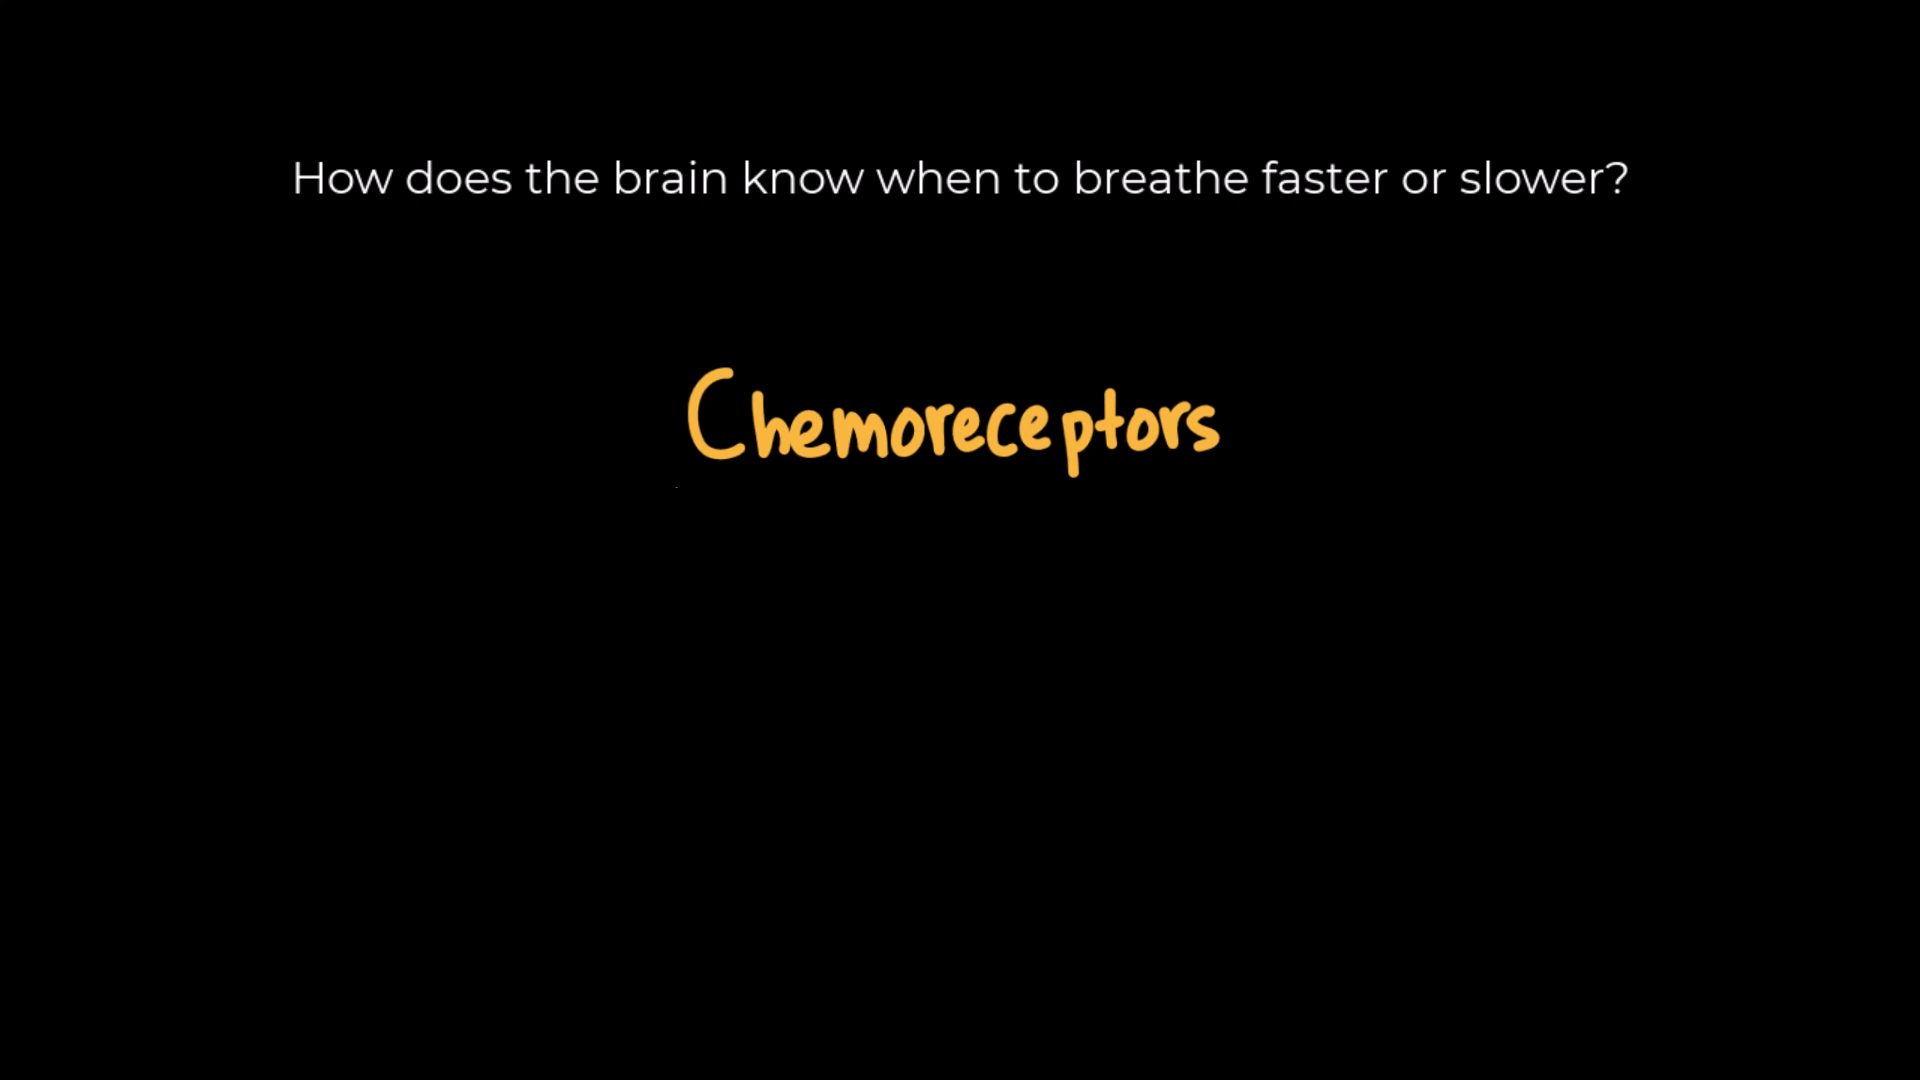 How does the brain know when to breathe faster or slower?
Chemoreceptors